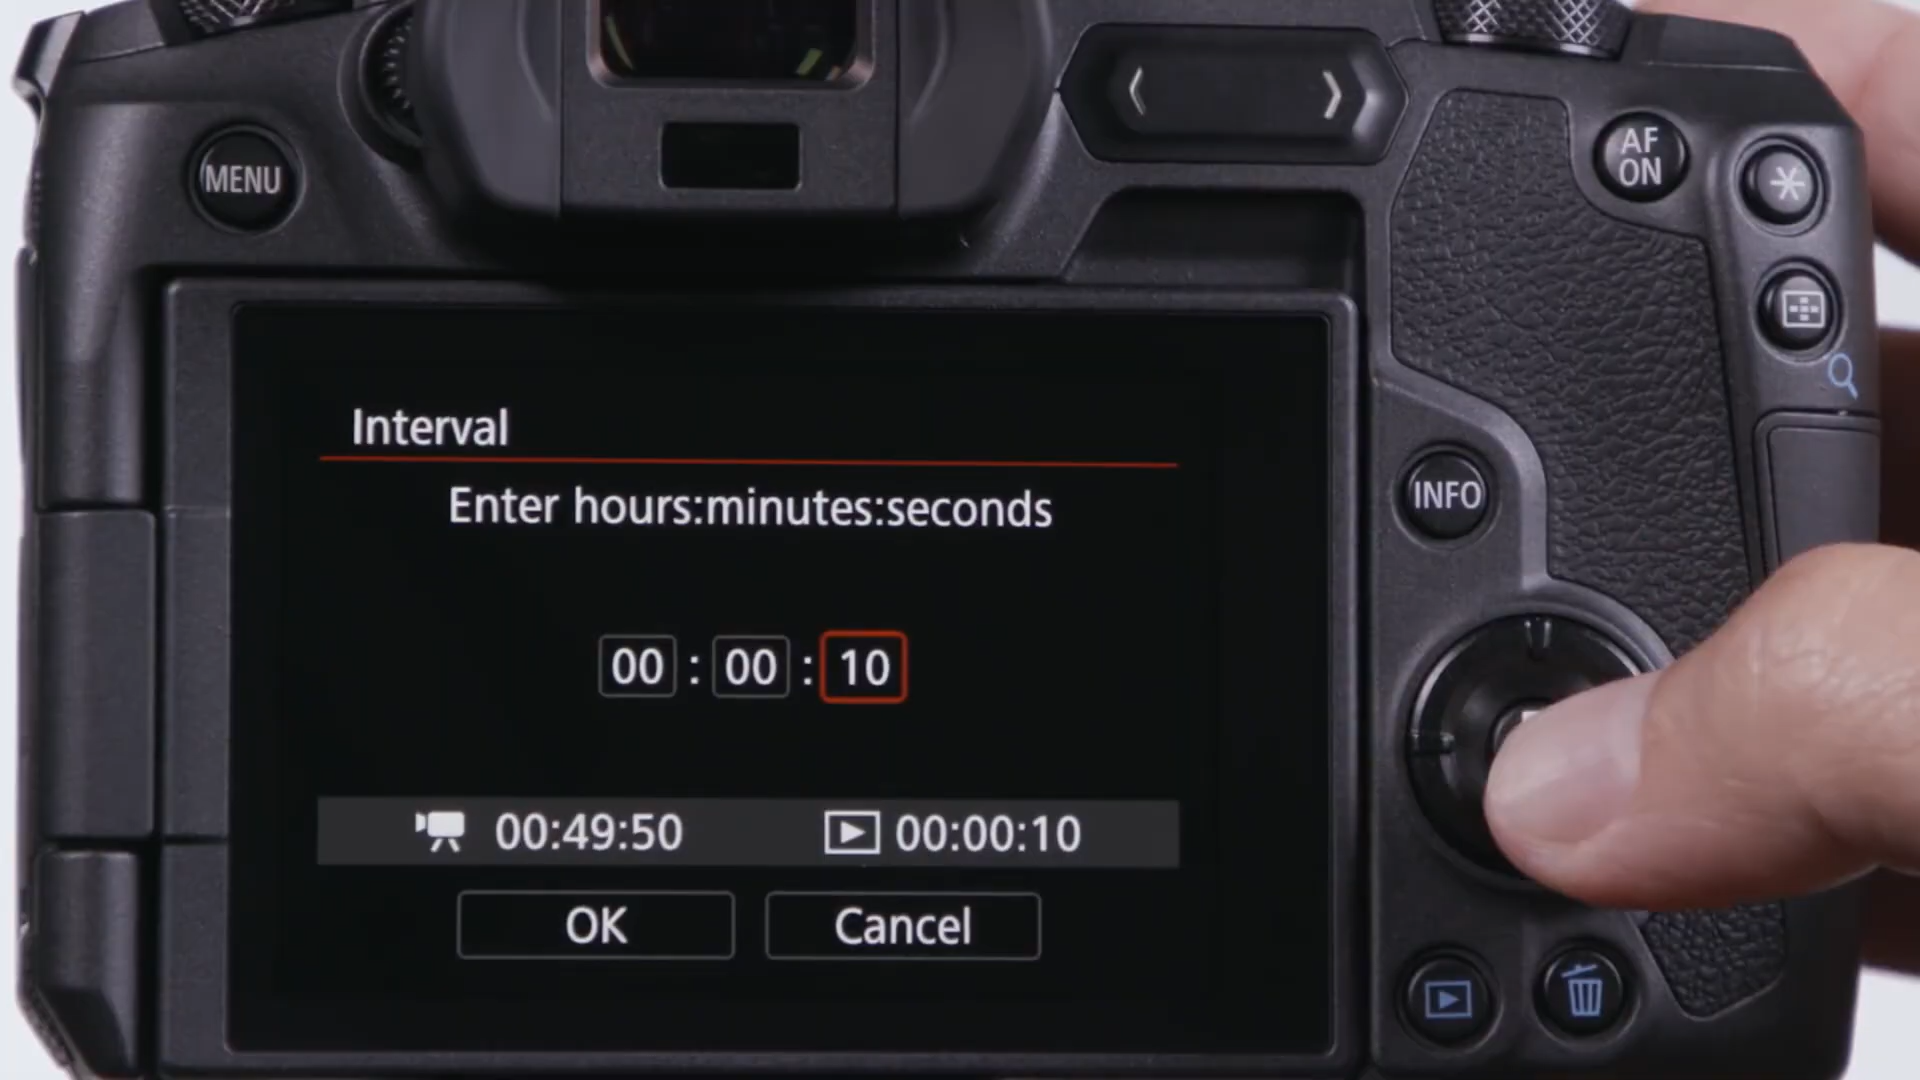 MENU
AF
ON
INFO
Interval
Enter hours:minutes:seconds
00 : 00 : 10
00:49:50 00:00:10
OK Cancel